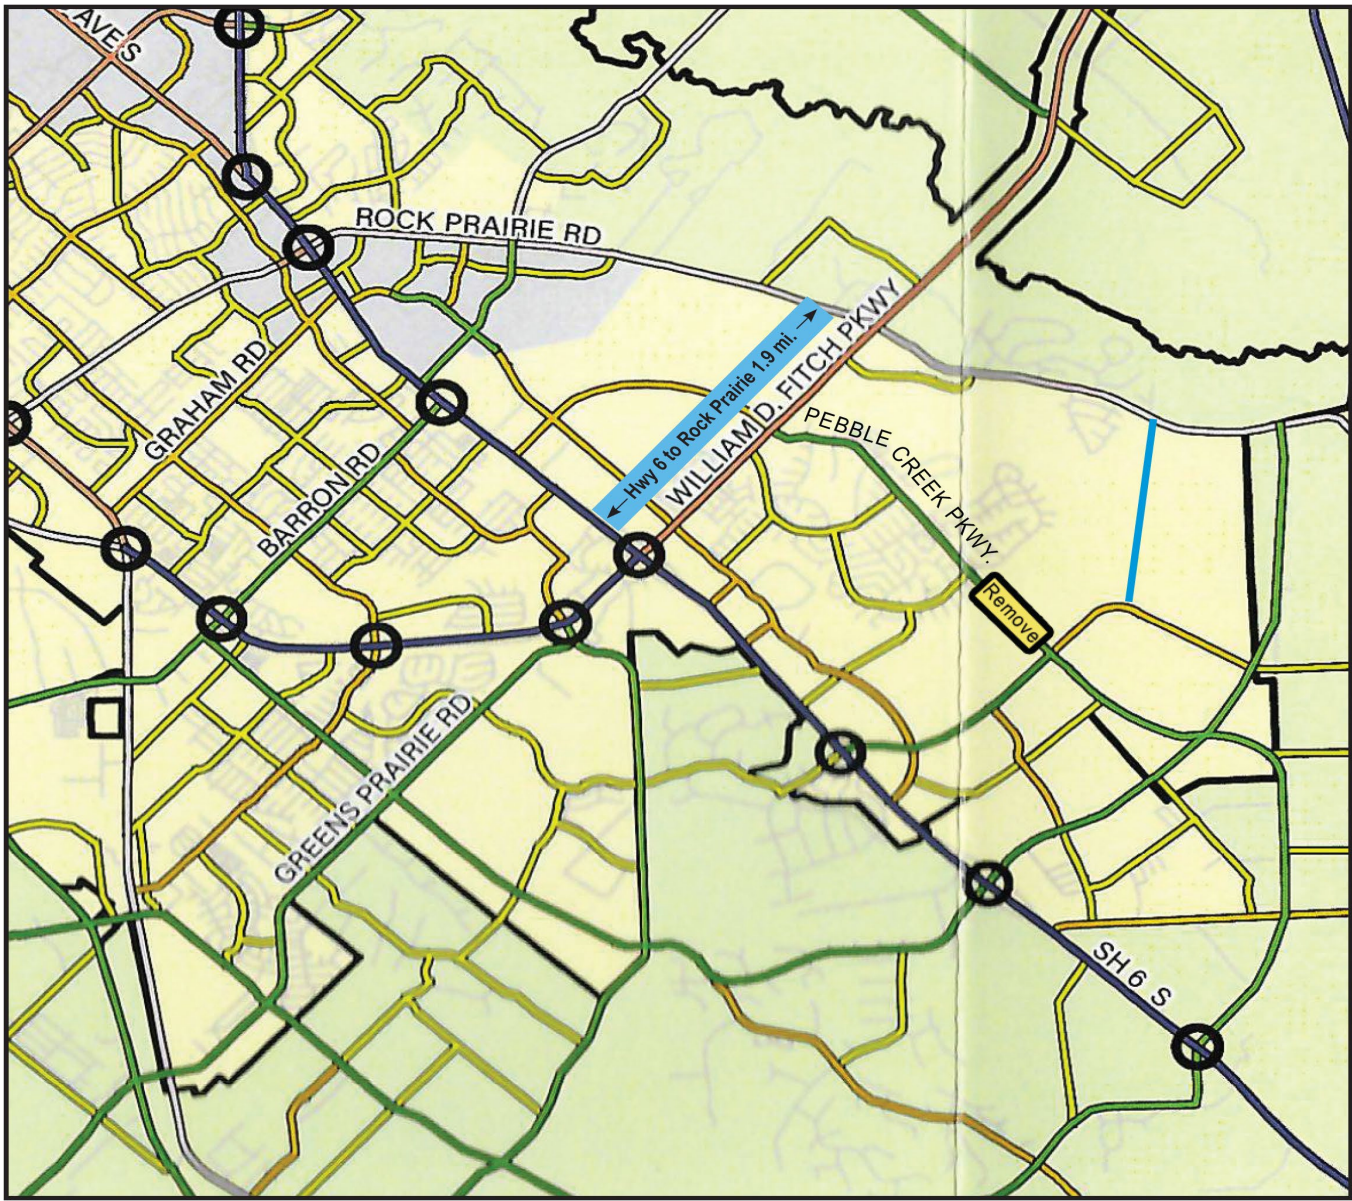 AVE S
ROCK PRAIRIE RD
WILLIAM D. FITCH PKWY
Hwy 6 to Rock Prairie 1.9 mi.
GRAHAM RD
PEBBLE CREEK PKWY.
BARRON RD
Remove
GREENS PRAIRIE RD
SH 6 S